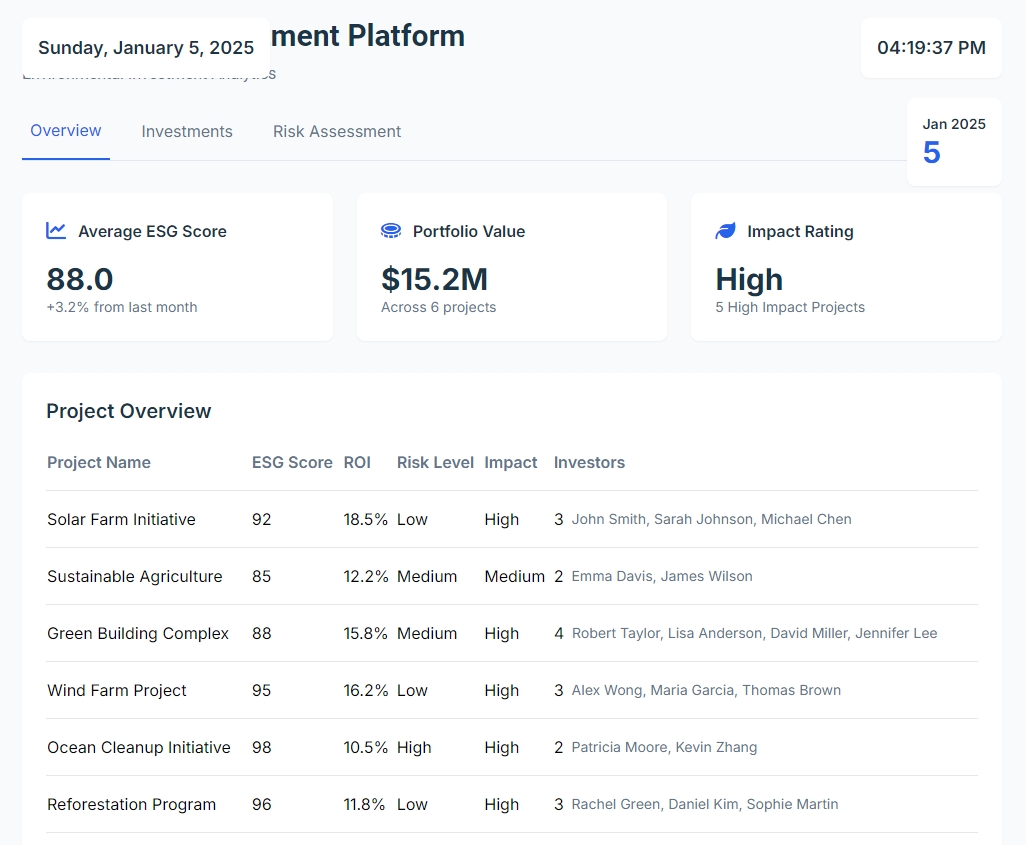 Sunday, January 5, 2025
ment Platform
04:19:37 PM
Overview
Investments
Risk Assessment
Jan 2025
5
Average ESG Score
88.0
+3.2% from last month
Portfolio Value
$15.2M
Across 6 projects
Impact Rating
High
5 High Impact Projects
Project Overview
Project Name ESG Score ROI Risk Level Impact Investors
Solar Farm Initiative 92 18.5% Low High 3 John Smith, Sarah Johnson, Michael Chen
Sustainable Agriculture 85 12.2% Medium Medium 2 Emma Davis, James Wilson
Green Building Complex 88 15.8% Medium High 4 Robert Taylor, Lisa Anderson, David Miller, Jennifer Lee
Wind Farm Project 95 16.2% Low High 3 Alex Wong, Maria Garcia, Thomas Brown
Ocean Cleanup Initiative 98 10.5% High High 2 Patricia Moore, Kevin Zhang
Reforestation Program 96 11.8% Low High 3 Rachel Green, Daniel Kim, Sophie Martin